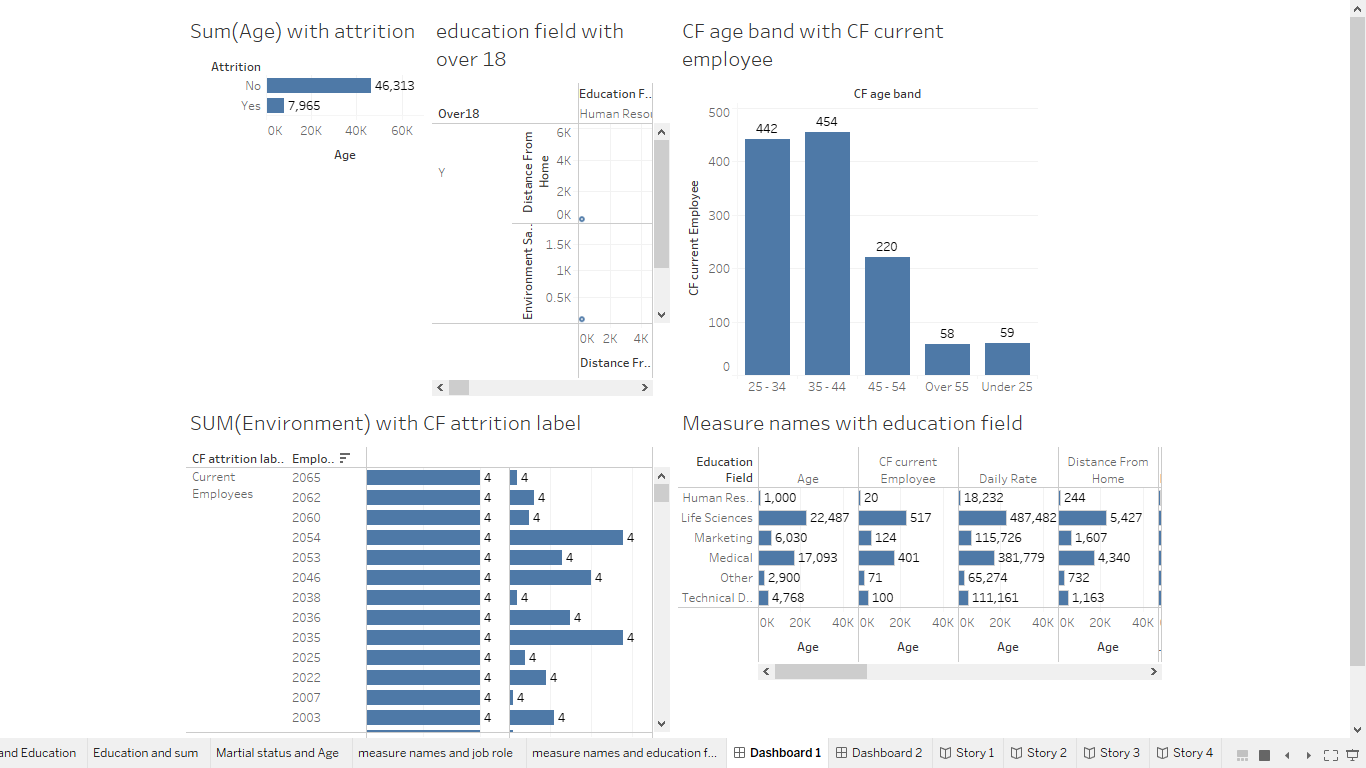 Sum(Age) with attrition
Attrition
No 46,313
Yes 7,965
0K 20K 40K 60K
Age
education field with
over 18
Education F..
Over18
Human Resou
Y
Distance From
Home
6K
4K
2K
0K
Environment Sa..
1.5K
1K
0.5K
0K 2K 4K
Distance Fr..
CF age band with CF current
employee
CF age band
CF current Employee
500
400
300
200
100
0
442
454
220
58
59
25 - 34 35 - 44 45 - 54 Over 55 Under 25
SUM(Environment) with CF attrition label
CF attrition lab.. Emplo..
Current
Employees
2065 4 4
2062 4 4
2060 4 4
2054 4 4
2053 4 4
2046 4 4
2038 4 4
2036 4 4
2035 4 4
2025 4 4
2022 4 4
2007 4 4
2003 4 4
Measure names with education field
Education
Field
Age
CF current
Employee
Daily Rate
Distance From
Home
Human Res.. 1,000 20 18,232 244
Life Sciences 22,487 517 487,482 5,427
Marketing 6,030 124 115,726 1,607
Medical 17,093 401 381,779 4,340
Other 2,900 71 65,274 732
Technical D.. 4,768 100 111,161 1,163
0K 20K 40K 0K 20K 40K 0K 20K 40K 0K 20K 40K
Age Age Age Age
and Education Education and sum Martial status and Age measure names and job role measure names and education f... Dashboard 1 Dashboard 2 Story 1 Story 2 Story 3 Story 4